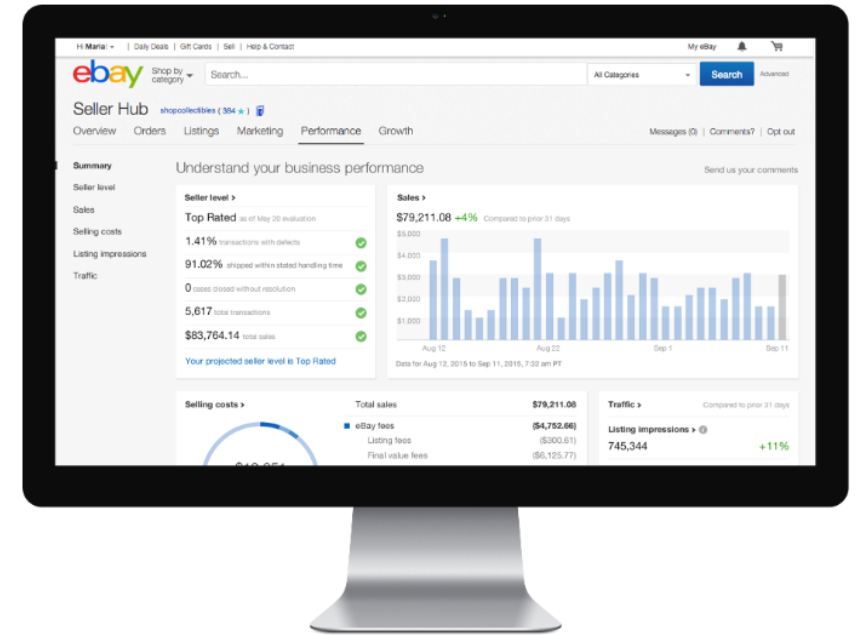 Hi Maria! | Daily Deals | Gift Cards | Sell | Help & Contact My eBay
ebay Shop by category Search... All Categories Search Advanced
Seller Hub shopcollectibles (384 ★)
Overview Orders Listings Marketing Performance Growth Messages (0) | Comments? | Opt out
Summary
Seller level
Sales
Selling costs
Listing impressions
Traffic
Understand your business performance Send us your comments
Seller level >
Top Rated as of May 20 evaluation
1.41% transactions with defects
91.02% shipped within stated handling time
0 cases closed without resolution
5,617 total transactions
$83,764.14 total sales
Your projected seller level is Top Rated
Sales >
$79,211.08 +4% Compared to prior 31 days
$5,000
$4,000
$3,000
$2,000
$1,000
Aug 12 Aug 22 Sep 1 Sep 11
Data for Aug 12, 2015 to Sep 11, 2015, 7:32 am PT
Selling costs >
Total sales $79,211.08
eBay fees ($4,752.66)
Listing fees ($300.61)
Final value fees ($6,125.77)
Traffic > Compared to prior 31 days
Listing impressions >
745,344 +11%